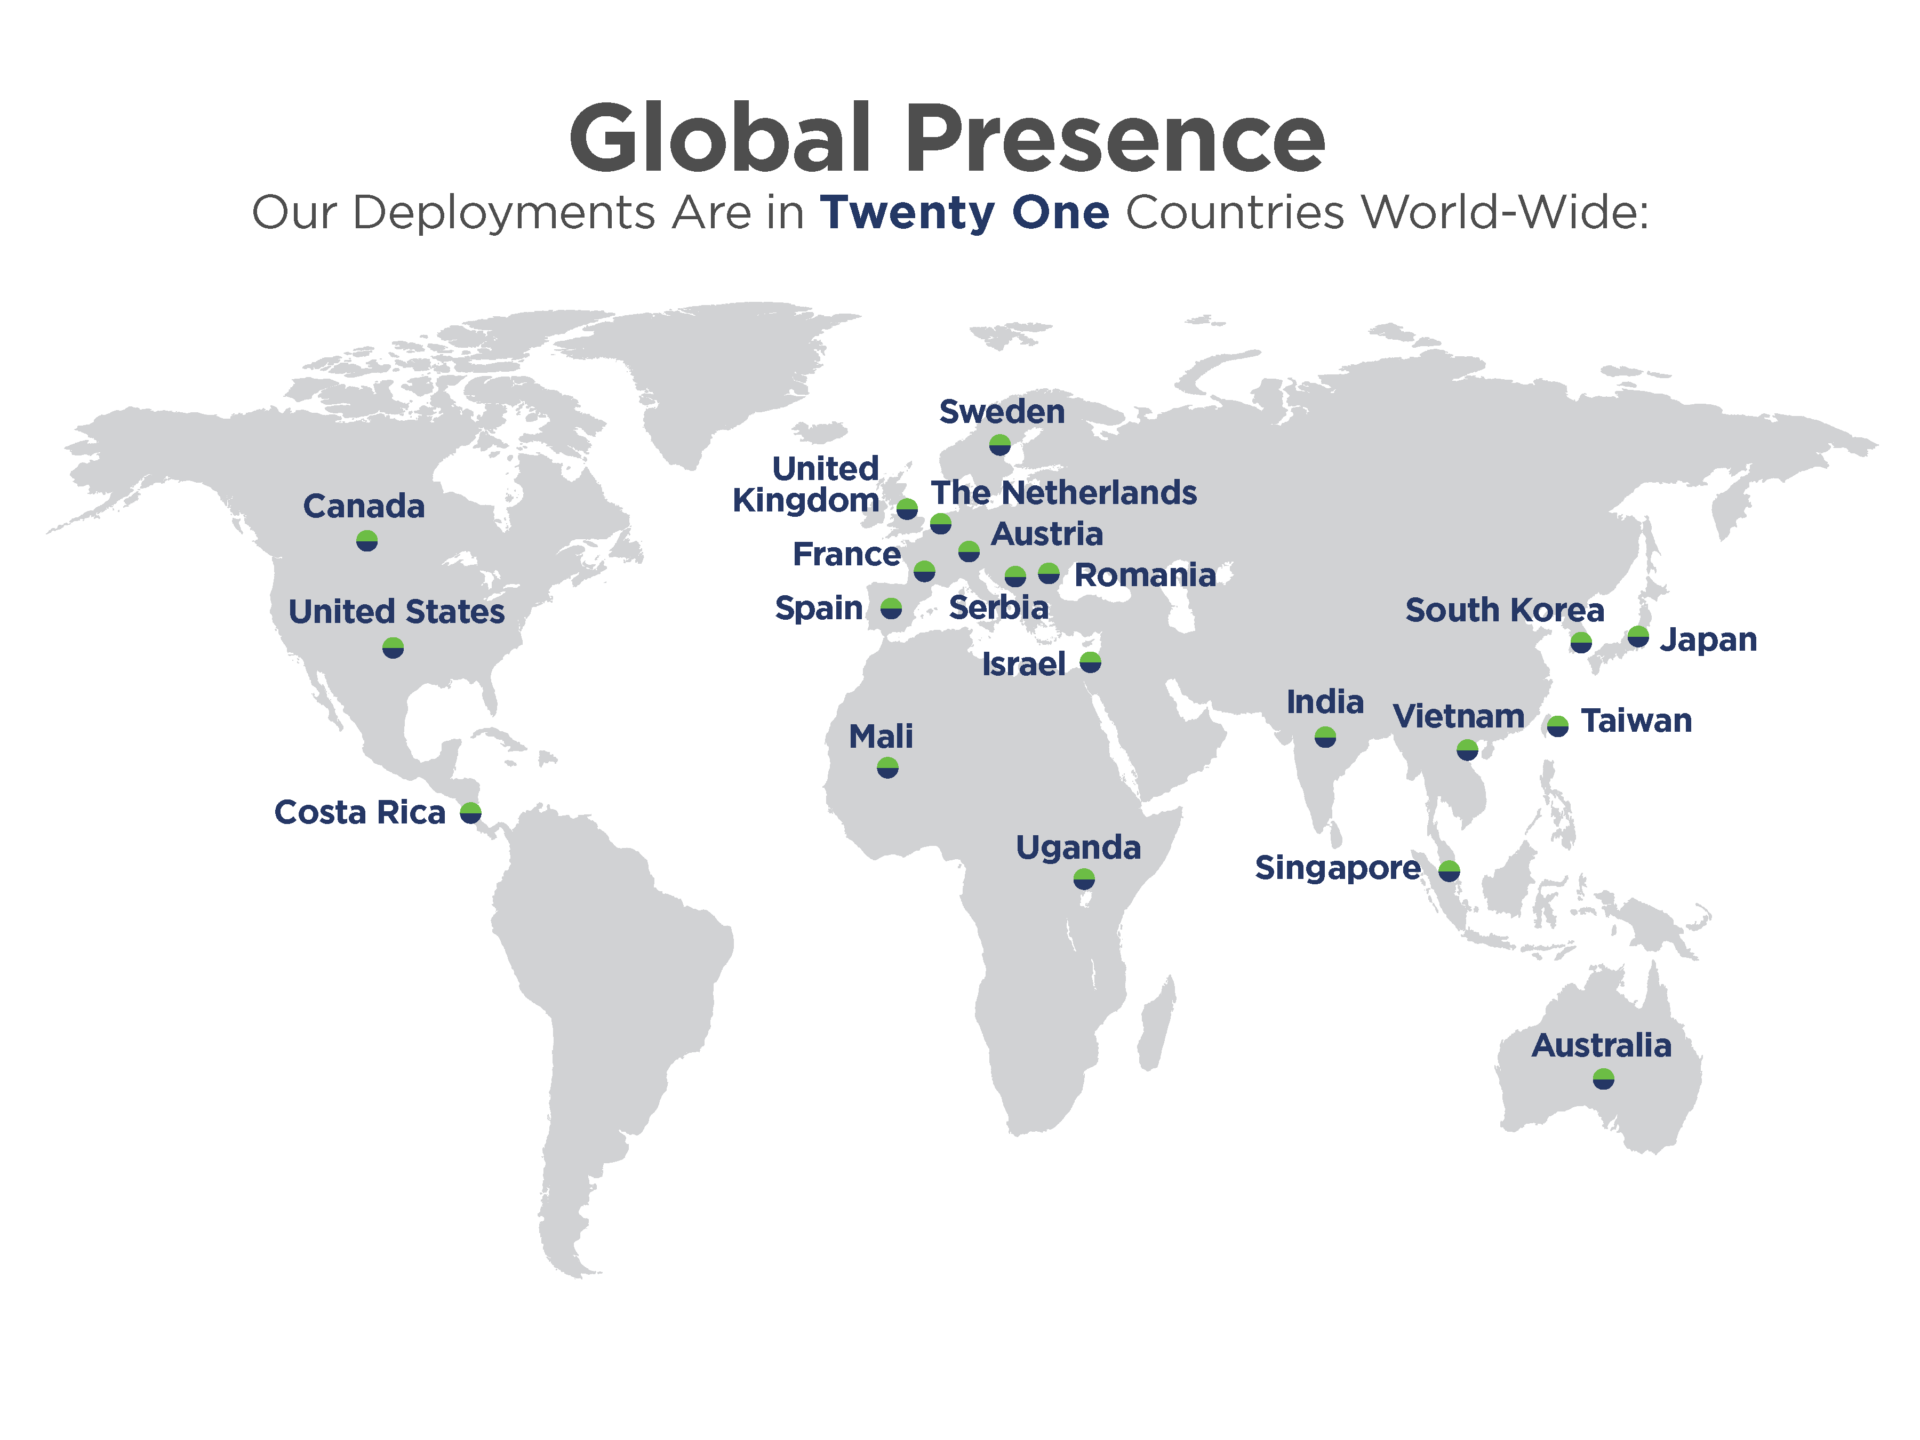 Global Presence
Our Deployments Are in Twenty One Countries World-Wide:
Sweden
United
Kingdom
The Netherlands
Canada
Austria
France
Romania
Spain
Serbia
United States
South Korea
Japan
Israel
India
Vietnam
Taiwan
Mali
Costa Rica
Uganda
Singapore
Australia